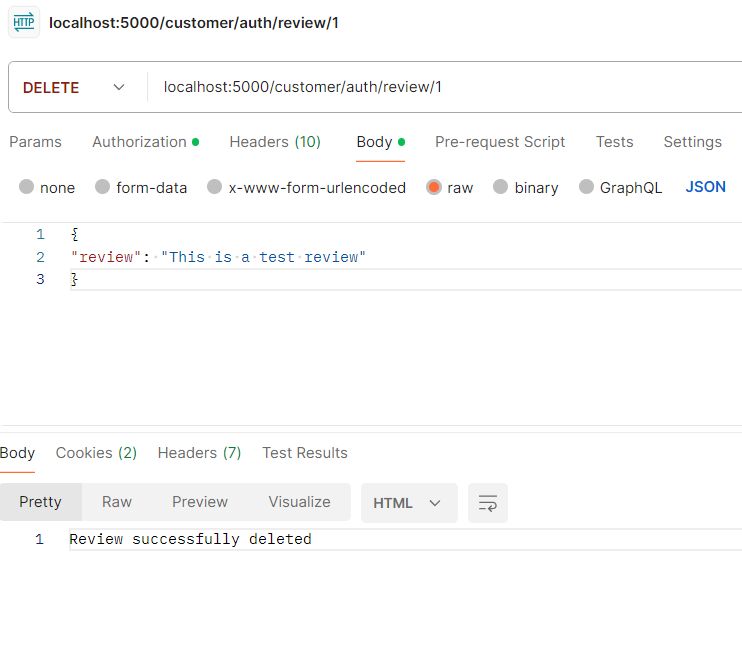 HTTP localhost:5000/customer/auth/review/1
DELETE localhost:5000/customer/auth/review/1
Params Authorization Headers (10) Body Pre-request Script Tests Settings
none form-data x-www-form-urlencoded raw binary GraphQL JSON
1 {
2 "review": "This is a test review"
3 }
Body Cookies (2) Headers (7) Test Results
Pretty Raw Preview Visualize HTML
1 Review successfully deleted